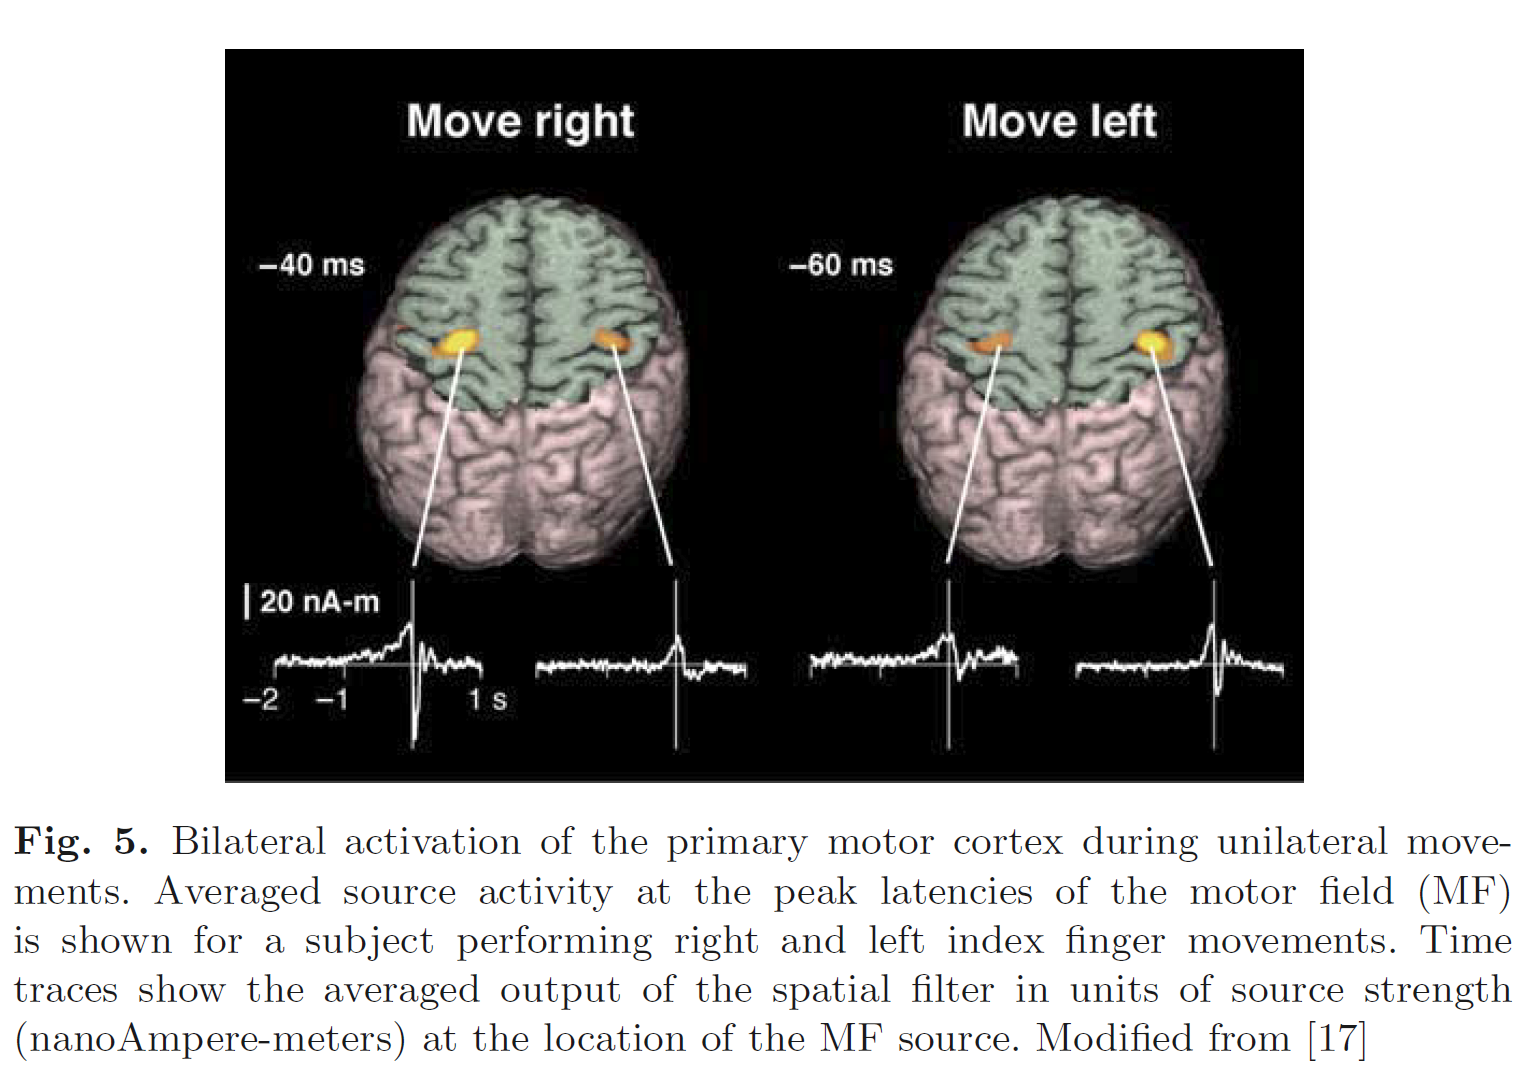 Move right
Move left
−40 ms
−60 ms
20 nA-m
−2 −1 1 s
Fig. 5. Bilateral activation of the primary motor cortex during unilateral move-
ments. Averaged source activity at the peak latencies of the motor field (MF)
is shown for a subject performing right and left index finger movements. Time
traces show the averaged output of the spatial filter in units of source strength
(nanoAmpere-meters) at the location of the MF source. Modified from [17]